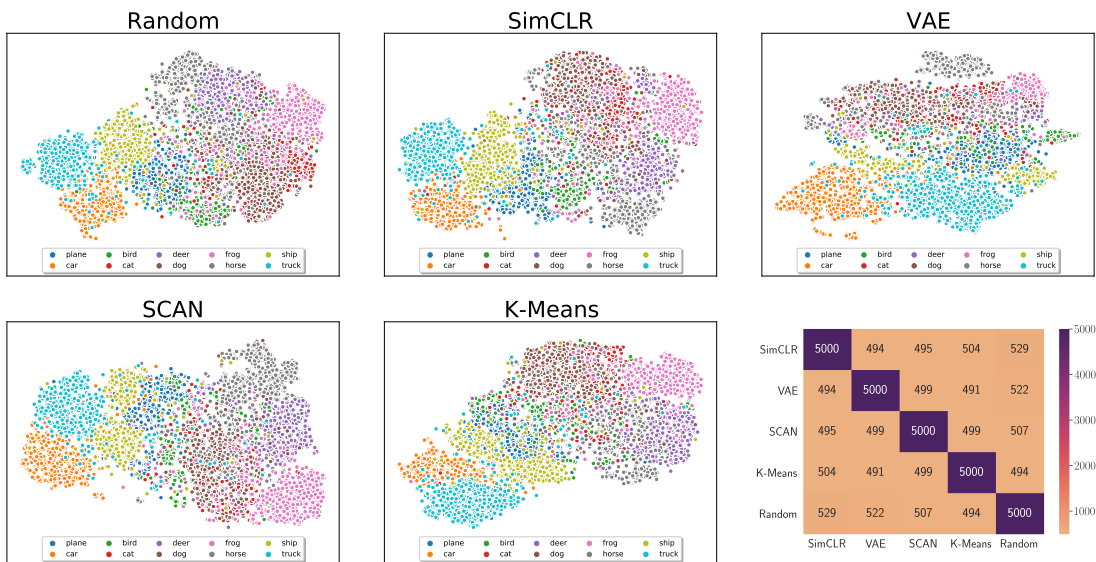 Random
plane bird deer frog ship
car cat dog horse truck
SimCLR
plane bird deer frog ship
car cat dog horse truck
VAE
plane bird deer frog ship
car cat dog horse truck
SCAN
plane bird deer frog ship
car cat dog horse truck
K-Means
plane bird deer frog ship
car cat dog horse truck
SimCLR 5000 494 495 504 529
VAE 494 5000 499 491 522
SCAN 495 499 5000 499 507
K-Means 504 491 499 5000 494
Random 529 522 507 494 5000
SimCLR VAE SCAN K-Means Random
5000
4000
3000
2000
1000